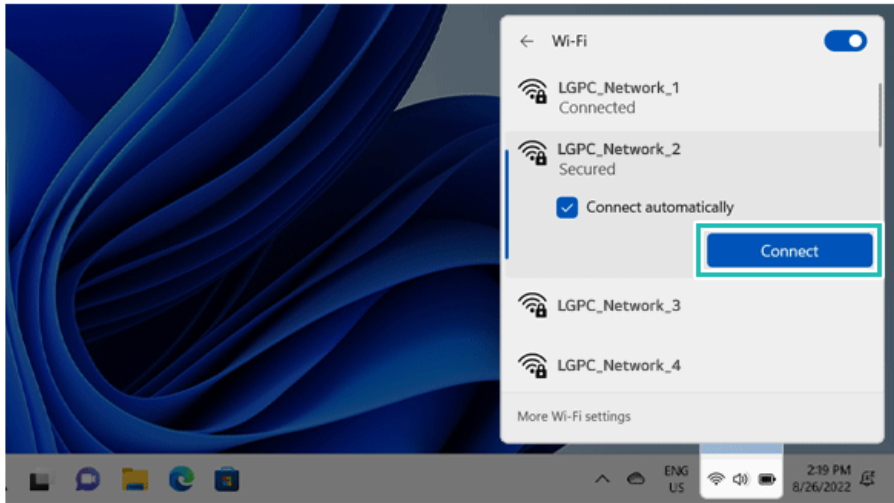 Wi-Fi
LGPC_Network_1
Connected
LGPC_Network_2
Secured
Connect automatically
Connect
LGPC_Network_3
LGPC_Network_4
More Wi-Fi settings
ENG
US
2:19 PM
8/26/2022